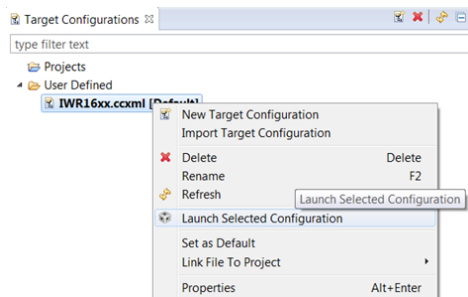 Target Configurations
type filter text
Projects
User Defined
IWR16xx.ccxml [Default]
New Target Configuration
Import Target Configuration
Delete Delete
Rename F2
Refresh
Launch Selected Configuration
Launch Selected Configuration
Set as Default
Link File To Project
Properties Alt+Enter